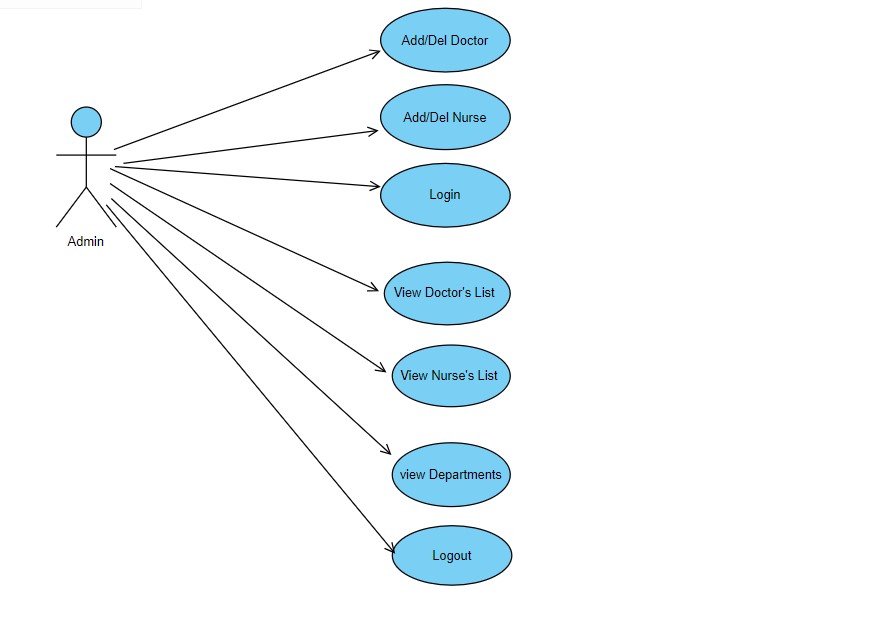 Add/Del Doctor
Add/Del Nurse
Login
Admin
View Doctor's List
View Nurse's List
view Departments
Logout